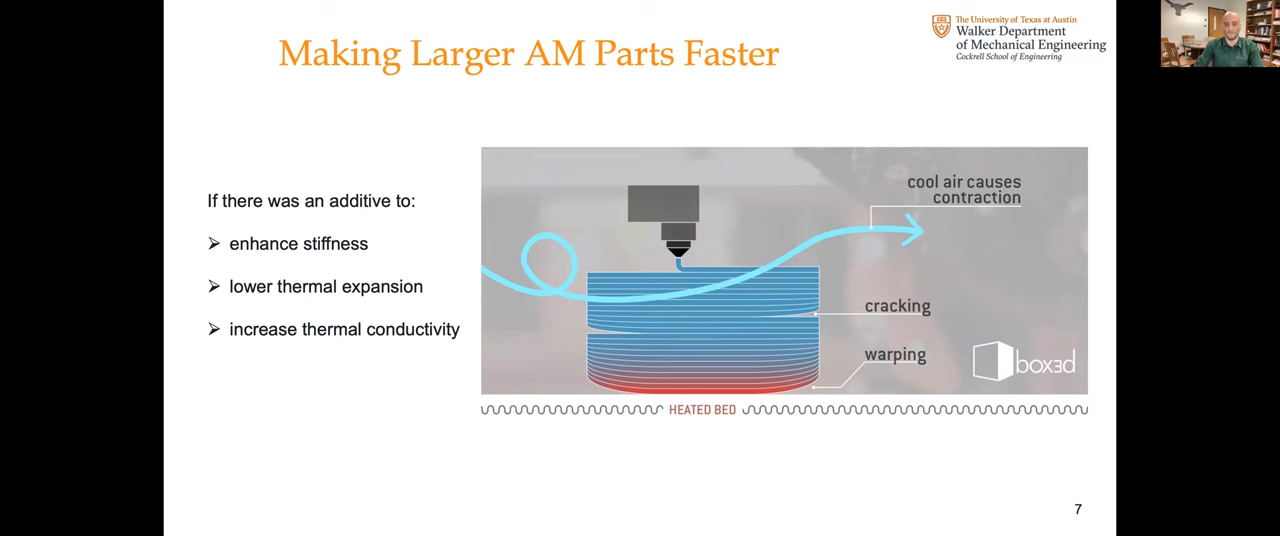 Making Larger AM Parts Faster
The University of Texas at Austin
Walker Department
of Mechanical Engineering
Cockrell School of Engineering
If there was an additive to:
➢ enhance stiffness
➢ lower thermal expansion
➢ increase thermal conductivity
cool air causes
contraction
cracking
warping
box3d
HEATED BED
7